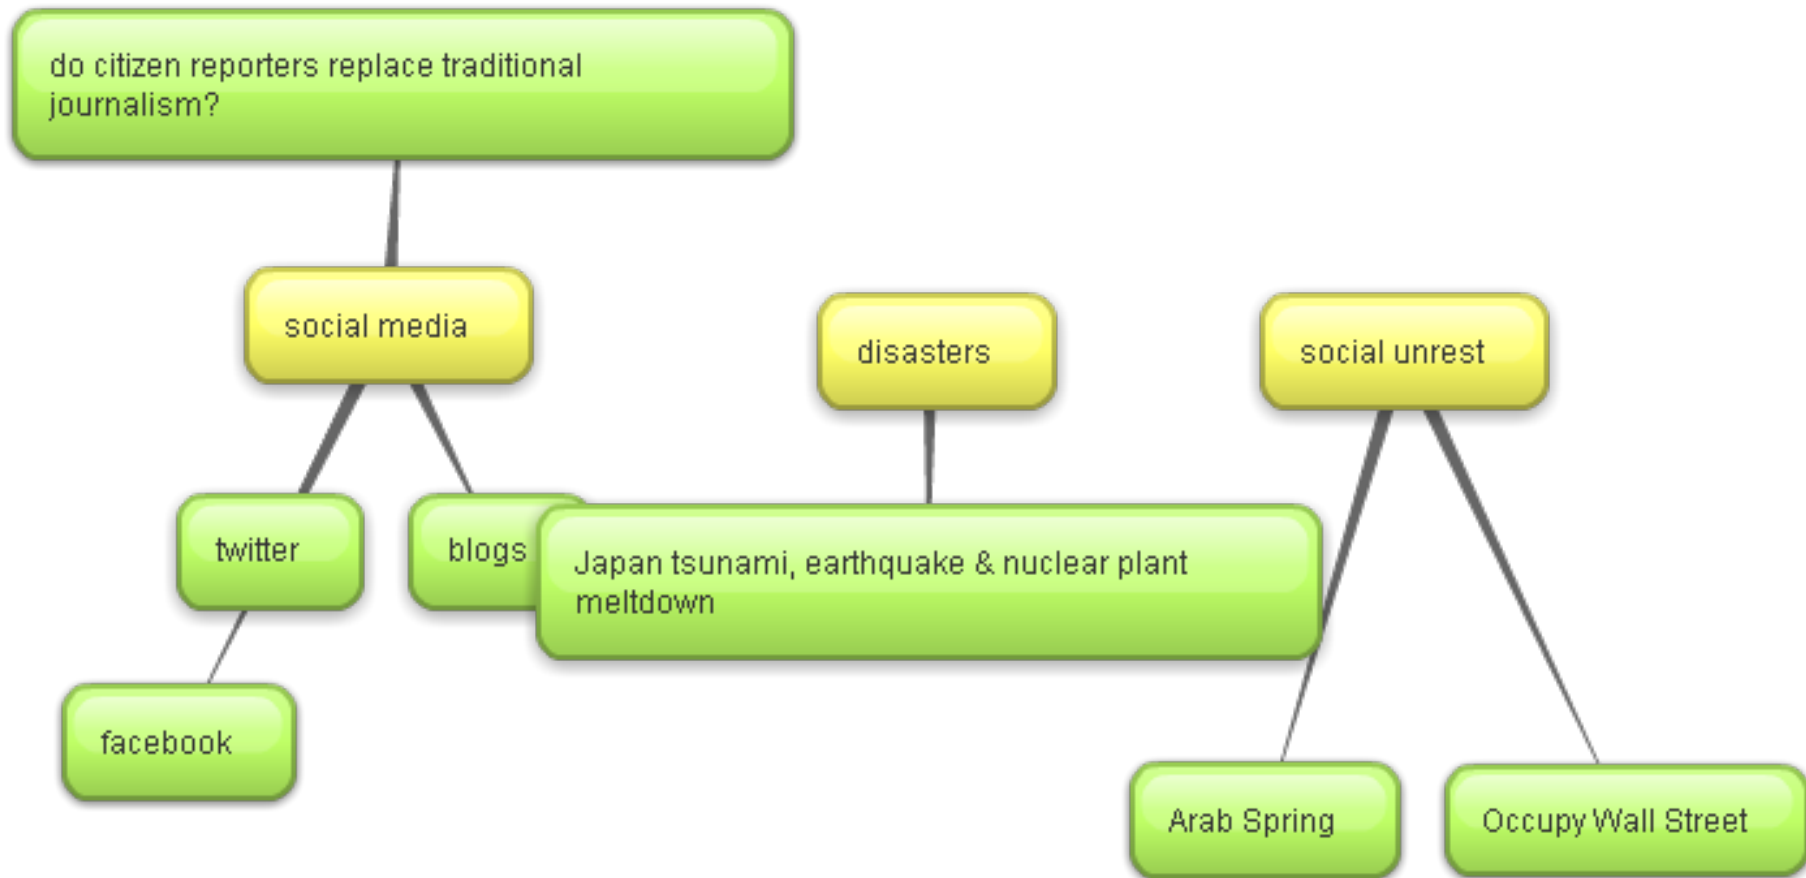 do citizen reporters replace traditional
journalism?
social media
disasters
social unrest
twitter
blogs
Japan tsunami, earthquake & nuclear plant
meltdown
facebook
Arab Spring
Occupy Wall Street